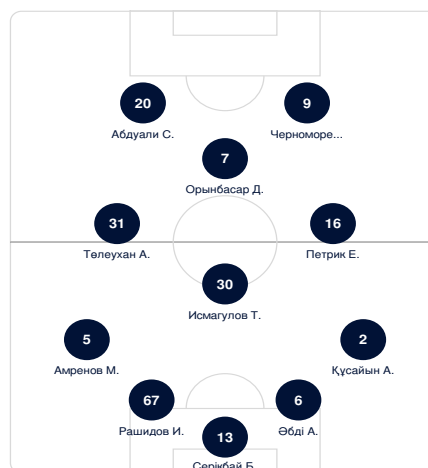 20
9
Абдуали С.
Черноморе...
7
Орынбасар Д.
31
16
Төлеухан А.
Петрик Е.
30
Исмагулов Т.
5
2
Амренов М.
Құсайын А.
67
6
Рашидов И.
Әбді А.
13
Серікбай Б.